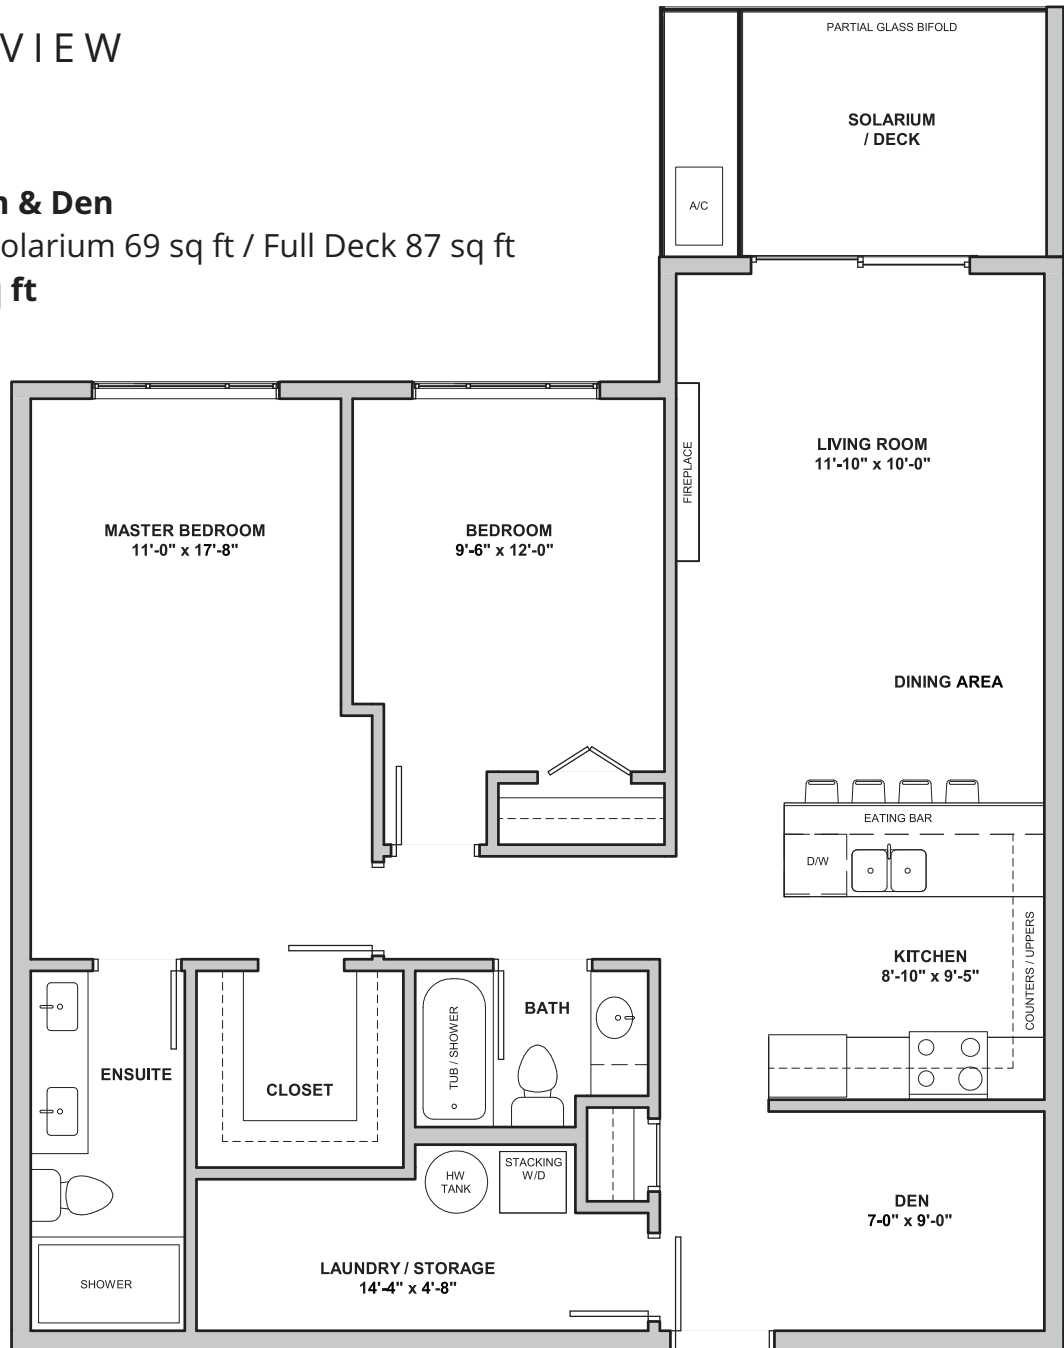 VIEW
n & Den
olarium 69 sq ft / Full Deck 87 sq ft
q ft
PARTIAL GLASS BIFOLD
SOLARIUM
/ DECK
A/C
LIVING ROOM
11'-10" x 10'-0"
FIREPLACE
MASTER BEDROOM
11'-0" x 17'-8"
BEDROOM
9'-6" x 12'-0"
DINING AREA
EATING BAR
D/W
KITCHEN
8'-10" x 9'-5"
COUNTERS / UPPERS
BATH
TUB / SHOWER
ENSUITE
CLOSET
HW
TANK
STACKING
W/D
DEN
7-0" x 9'-0"
LAUNDRY / STORAGE
14'-4" x 4'-8"
SHOWER